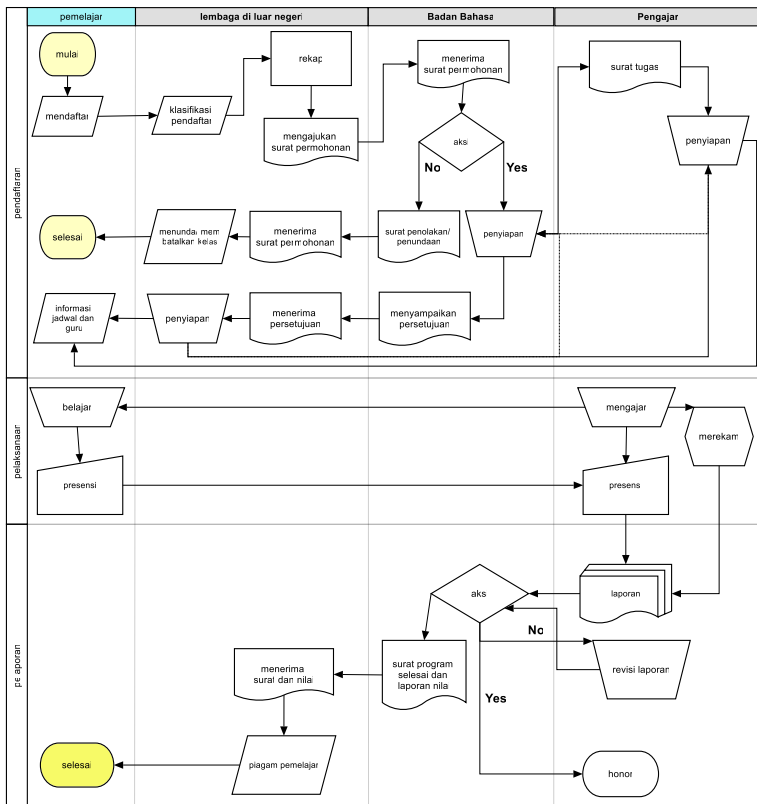 pemelajar
lembaga di luar negeri
Badan Bahasa
Pengajar
pendaftaran
mulai
mendaftar
klasifikasi
pendaftar
rekap
mengajukan
surat permohonan
menerima
surat permohonan
aksi
No
Yes
surat tugas
penyiapan
selesai
menunda/ mem
batalkan kelas
menerima
surat permohonan
surat penolakan/
penundaan
penyiapan
informasi
jadwal dan
guru
penyiapan
menerima
persetujuan
menyampaikan
persetujuan
pelaksanaan
belajar
mengajar
merekam
presensi
presensi
pelaporan
aksi
laporan
No
revisi laporan
menerima
surat dan nilai
surat program
selesai dan
laporan nilai
Yes
selesai
piagam pemelajar
honor